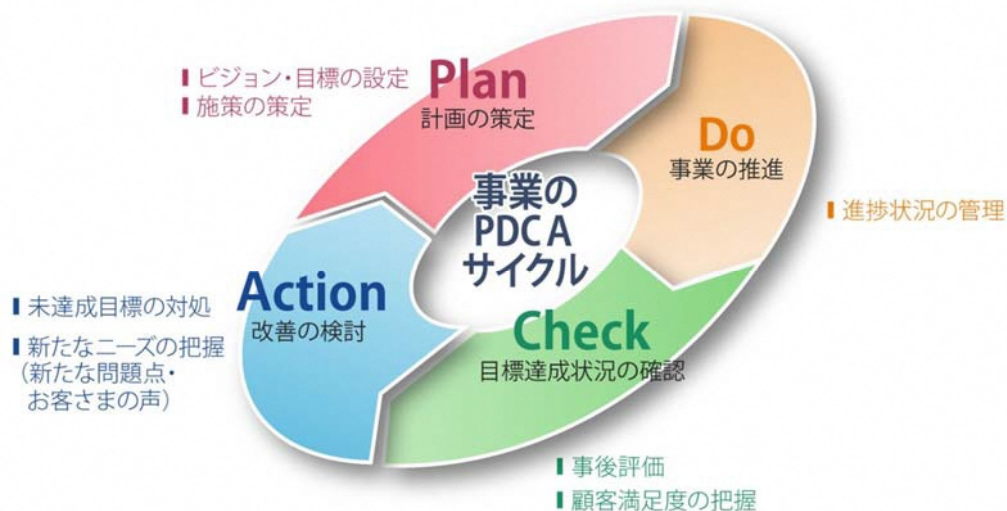 ビジョン・目標の設定
施策の策定
Plan
計画の策定
Do
事業の推進
進捗状況の管理
事業の
PDCA
サイクル
Check
目標達成状況の確認
事後評価
顧客満足度の把握
Action
改善の検討
未達成目標の対処
新たなニーズの把握
(新たな問題点・
お客さまの声)